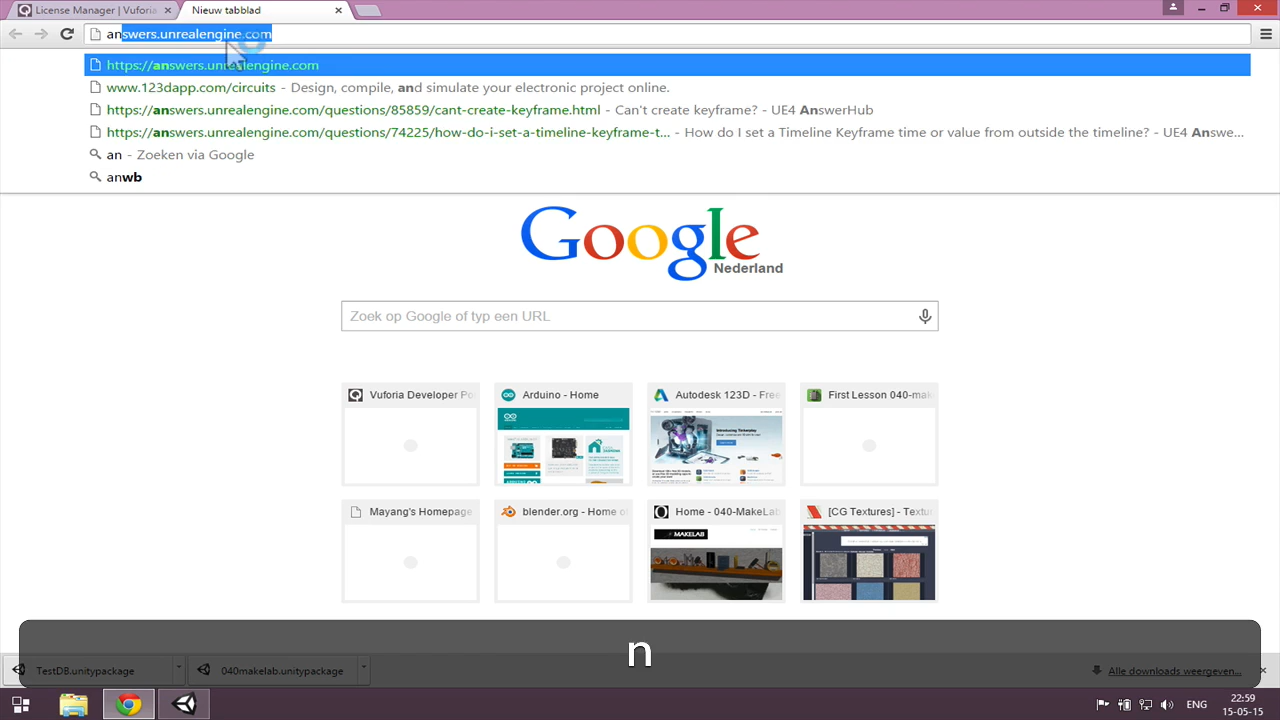 License Manager | Vuforia
Nieuw tabblad
answers.unrealengine.com
https://answers.unrealengine.com
www.123dapp.com/circuits - Design, compile, and simulate your electronic project online.
https://answers.unrealengine.com/questions/85859/cant-create-keyframe.html - Can't create keyframe? - UE4 AnswerHub
https://answers.unrealengine.com/questions/74225/how-do-i-set-a-timeline-keyframe-t... - How do I set a Timeline Keyframe time or value from outside the timeline? - UE4 Answe...
an - Zoeken via Google
anwb
Google
Nederland
Zoek op Google of typ een URL
Vuforia Developer Po
Arduino - Home
Autodesk 123D - Free
First Lesson 040-mak
Mayang's Homepage
blender.org - Home o
Home - 040-MakeLab
[CG Textures] - Textu
MAKELAB
n
TestDB.unitypackage
040makelab.unitypackage
Alle downloads weergeven...
ENG
22:59
15-05-15